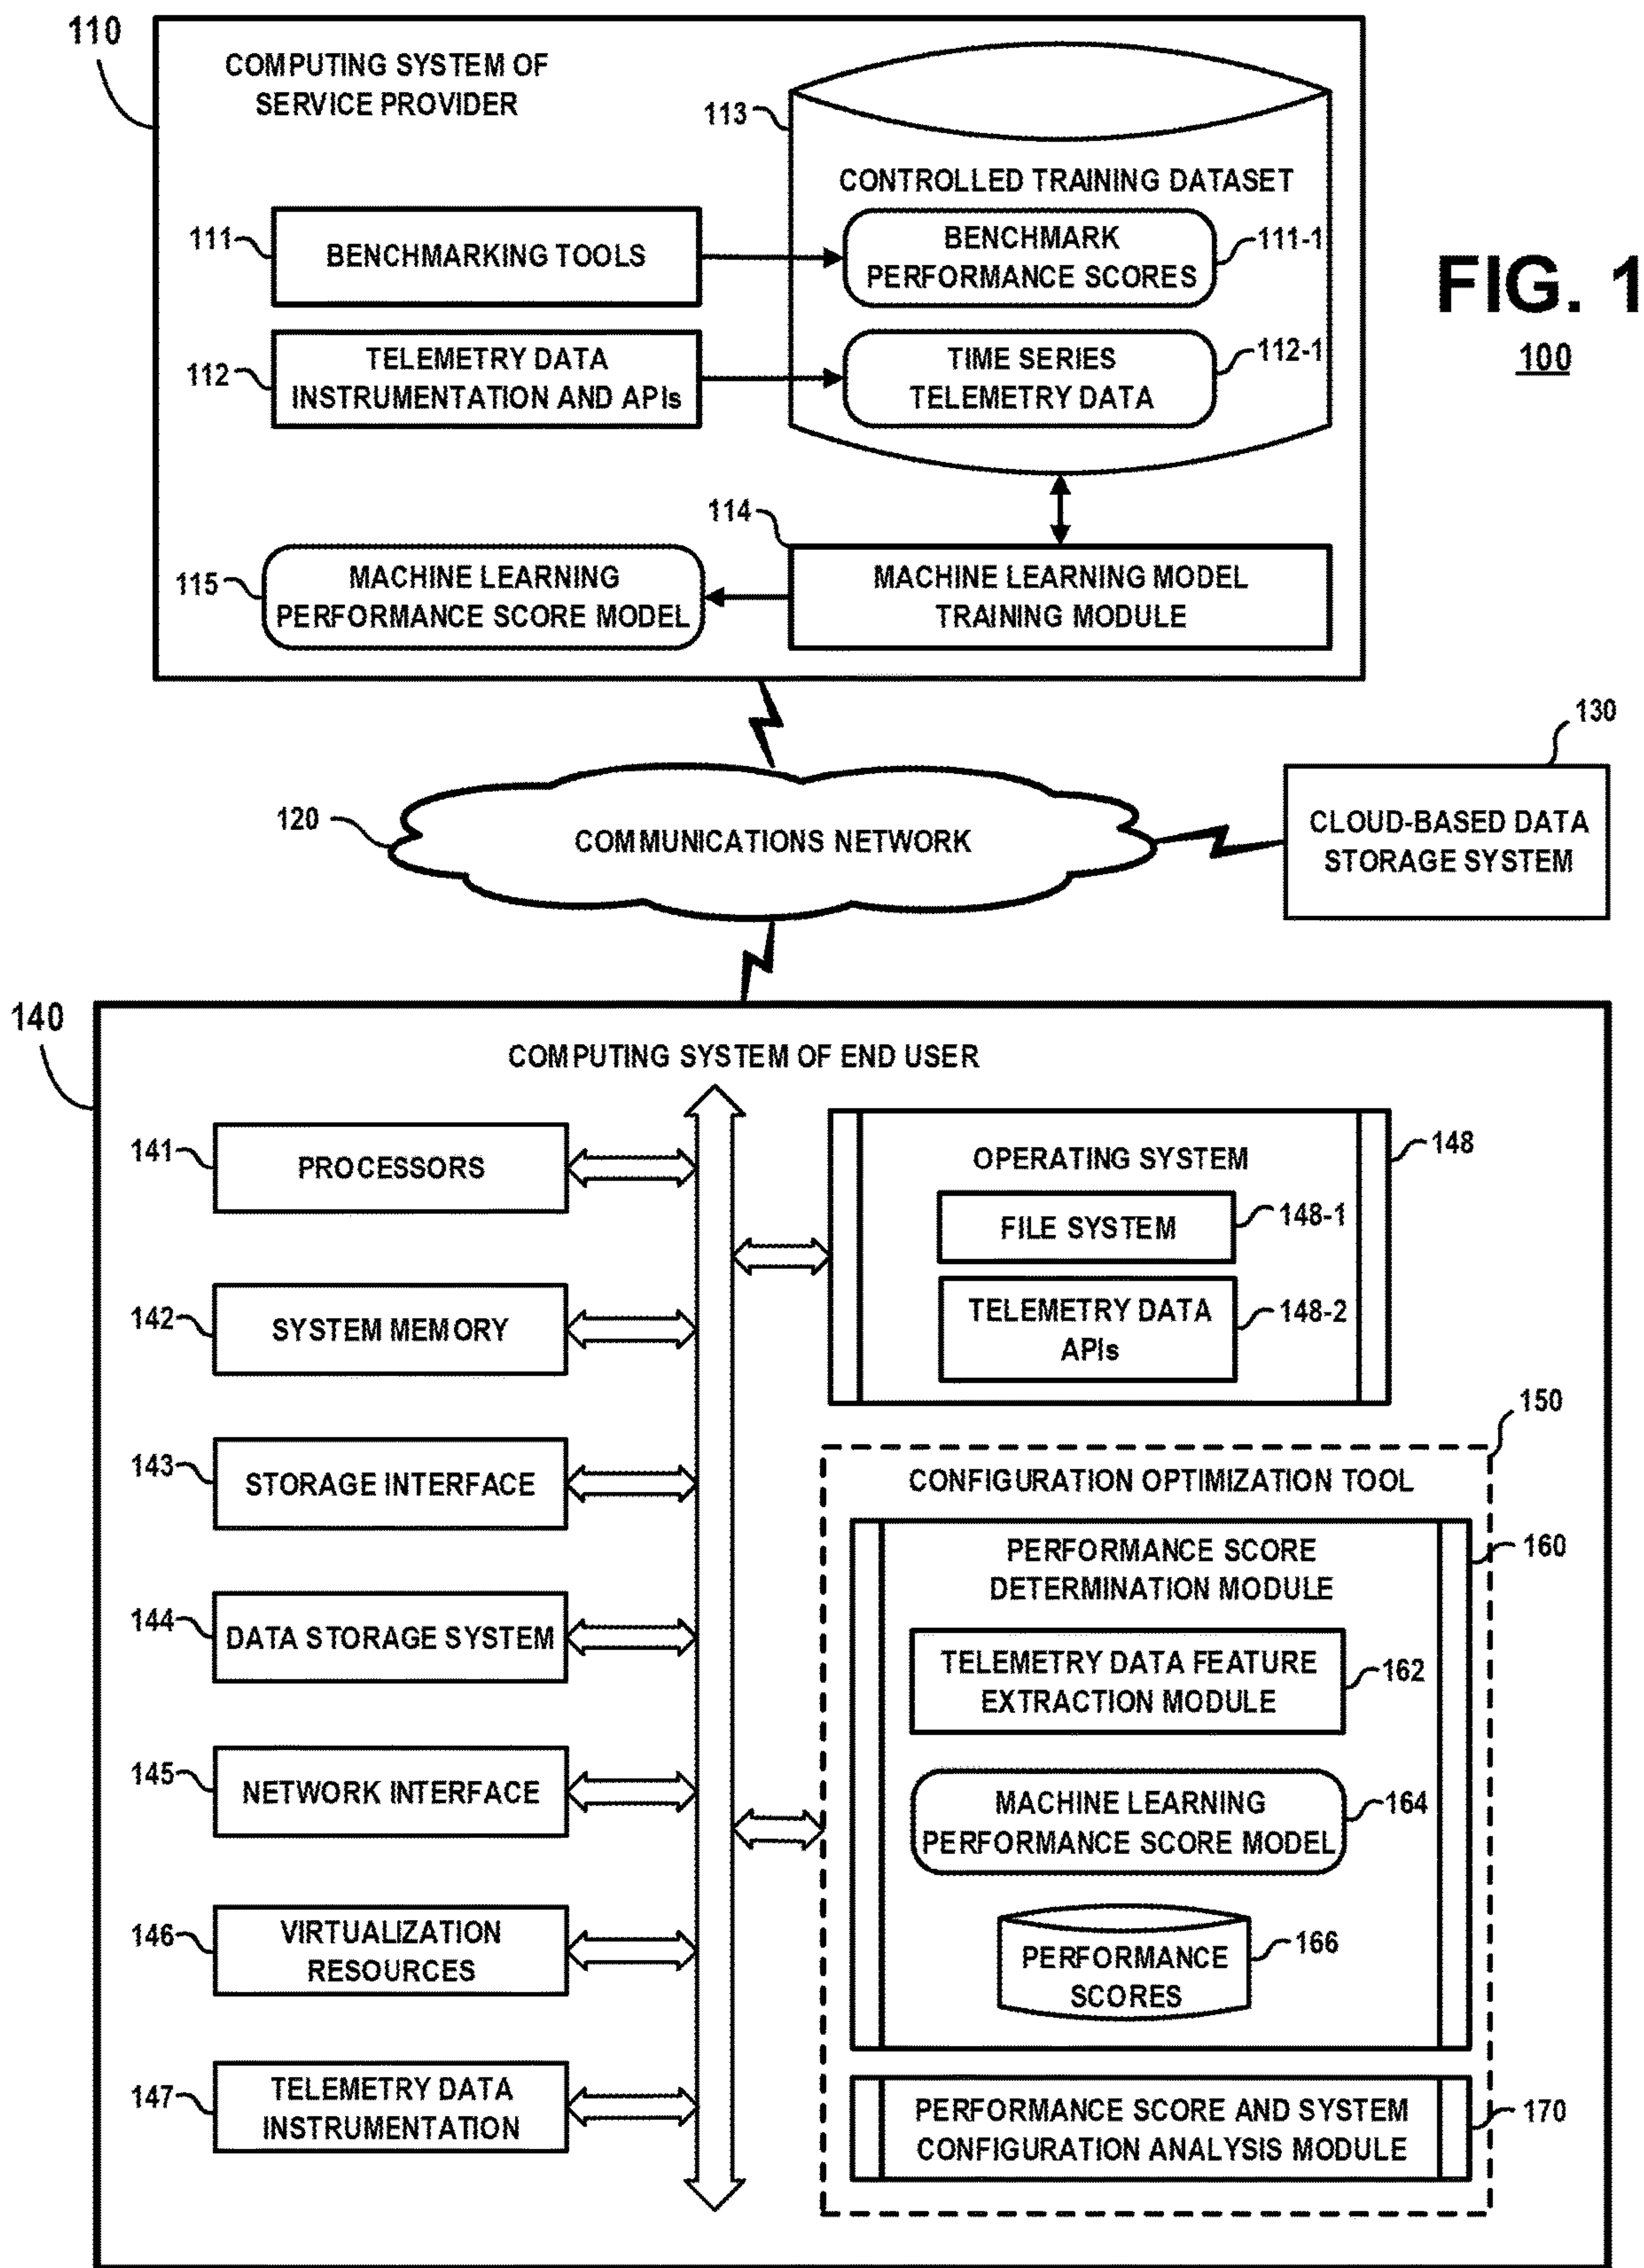 110
COMPUTING SYSTEM OF
SERVICE PROVIDER
113
CONTROLLED TRAINING DATASET
111
BENCHMARKING TOOLS
BENCHMARK
PERFORMANCE SCORES
111-1
112
TELEMETRY DATA
INSTRUMENTATION AND APIs
TIME SERIES
TELEMETRY DATA
112-1
FIG. 1
100
114
115
MACHINE LEARNING
PERFORMANCE SCORE MODEL
MACHINE LEARNING MODEL
TRAINING MODULE
120
COMMUNICATIONS NETWORK
130
CLOUD-BASED DATA
STORAGE SYSTEM
140
COMPUTING SYSTEM OF END USER
141
PROCESSORS
142
SYSTEM MEMORY
143
STORAGE INTERFACE
144
DATA STORAGE SYSTEM
145
NETWORK INTERFACE
146
VIRTUALIZATION
RESOURCES
147
TELEMETRY DATA
INSTRUMENTATION
OPERATING SYSTEM
148
FILE SYSTEM
148-1
TELEMETRY DATA
APIs
148-2
150
CONFIGURATION OPTIMIZATION TOOL
PERFORMANCE SCORE
DETERMINATION MODULE
160
TELEMETRY DATA FEATURE
EXTRACTION MODULE
162
MACHINE LEARNING
PERFORMANCE SCORE MODEL
164
PERFORMANCE
SCORES
166
PERFORMANCE SCORE AND SYSTEM
CONFIGURATION ANALYSIS MODULE
170